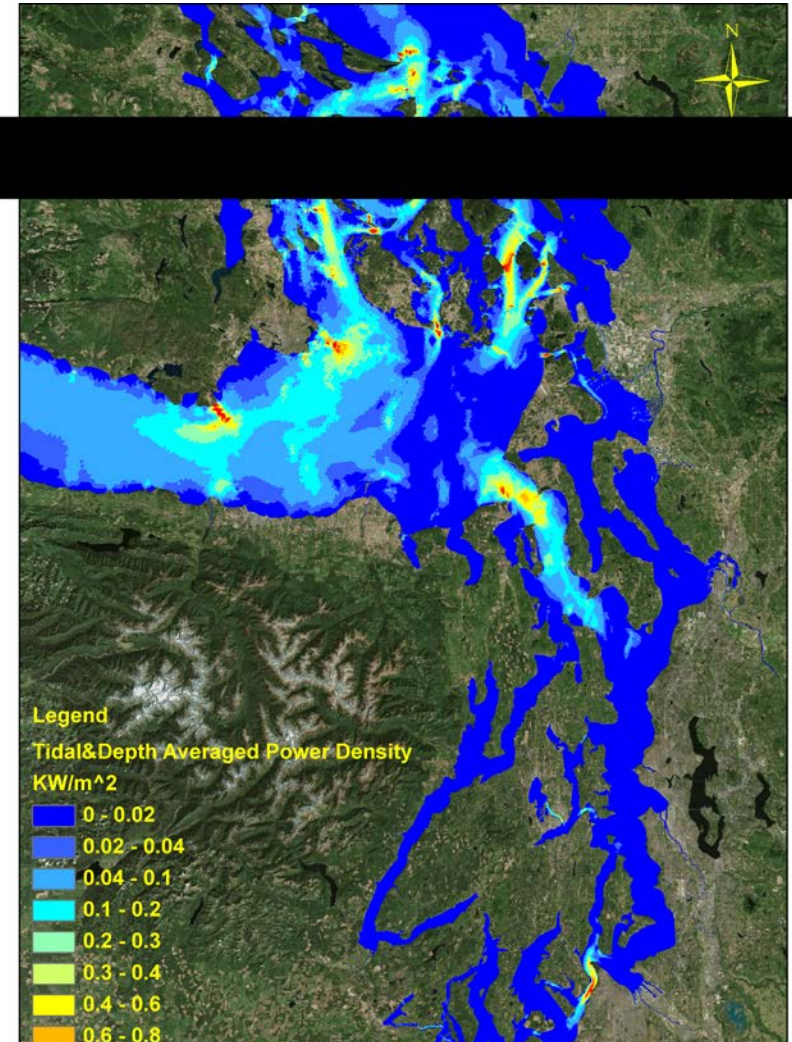 N
Legend
Tidal&Depth Averaged Power Density
KW/m^2
0 - 0.02
0.02 - 0.04
0.04 - 0.1
0.1 - 0.2
0.2 - 0.3
0.3 - 0.4
0.4 - 0.6
0.6 - 0.8